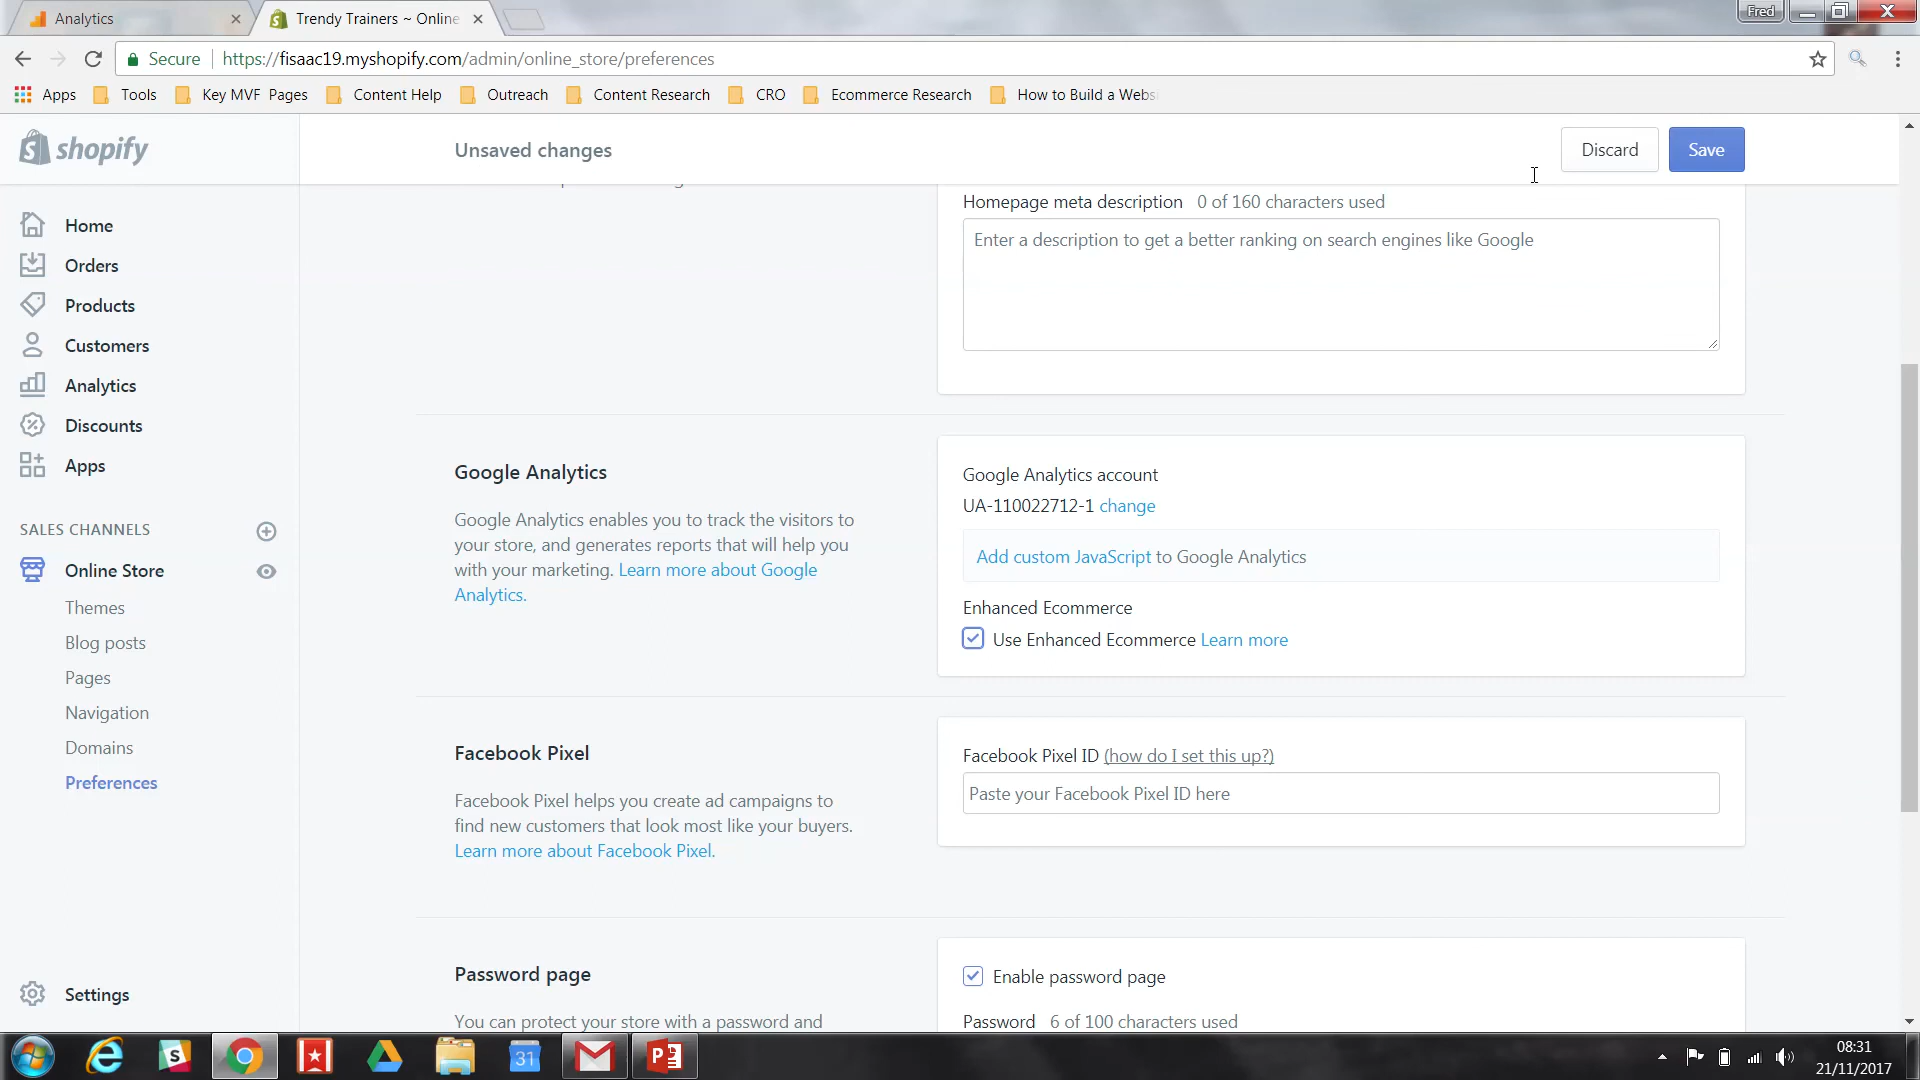 Analytics
Trendy Trainers ~ Online
Fred
Secure
https://fisaac19.myshopify.com/admin/online_store/preferences
Apps
Tools
Key MVF Pages
Content Help
Outreach
Content Research
CRO
Ecommerce Research
How to Build a Webs
shopify
Unsaved changes
Discard
Save
Home
Orders
Products
Customers
Analytics
Discounts
Apps
SALES CHANNELS
Online Store
Themes
Blog posts
Pages
Navigation
Domains
Preferences
Settings
Homepage meta description 0 of 160 characters used
Enter a description to get a better ranking on search engines like Google
Google Analytics
Google Analytics enables you to track the visitors to
your store, and generates reports that will help you
with your marketing. Learn more about Google
Analytics.
Google Analytics account
UA-110022712-1 change
Add custom JavaScript to Google Analytics
Enhanced Ecommerce
Use Enhanced Ecommerce Learn more
Facebook Pixel
Facebook Pixel helps you create ad campaigns to
find new customers that look most like your buyers.
Learn more about Facebook Pixel.
Facebook Pixel ID (how do I set this up?)
Paste your Facebook Pixel ID here
Password page
You can protect your store with a password and
Enable password page
Password 6 of 100 characters used
31
08:31
21/11/2017